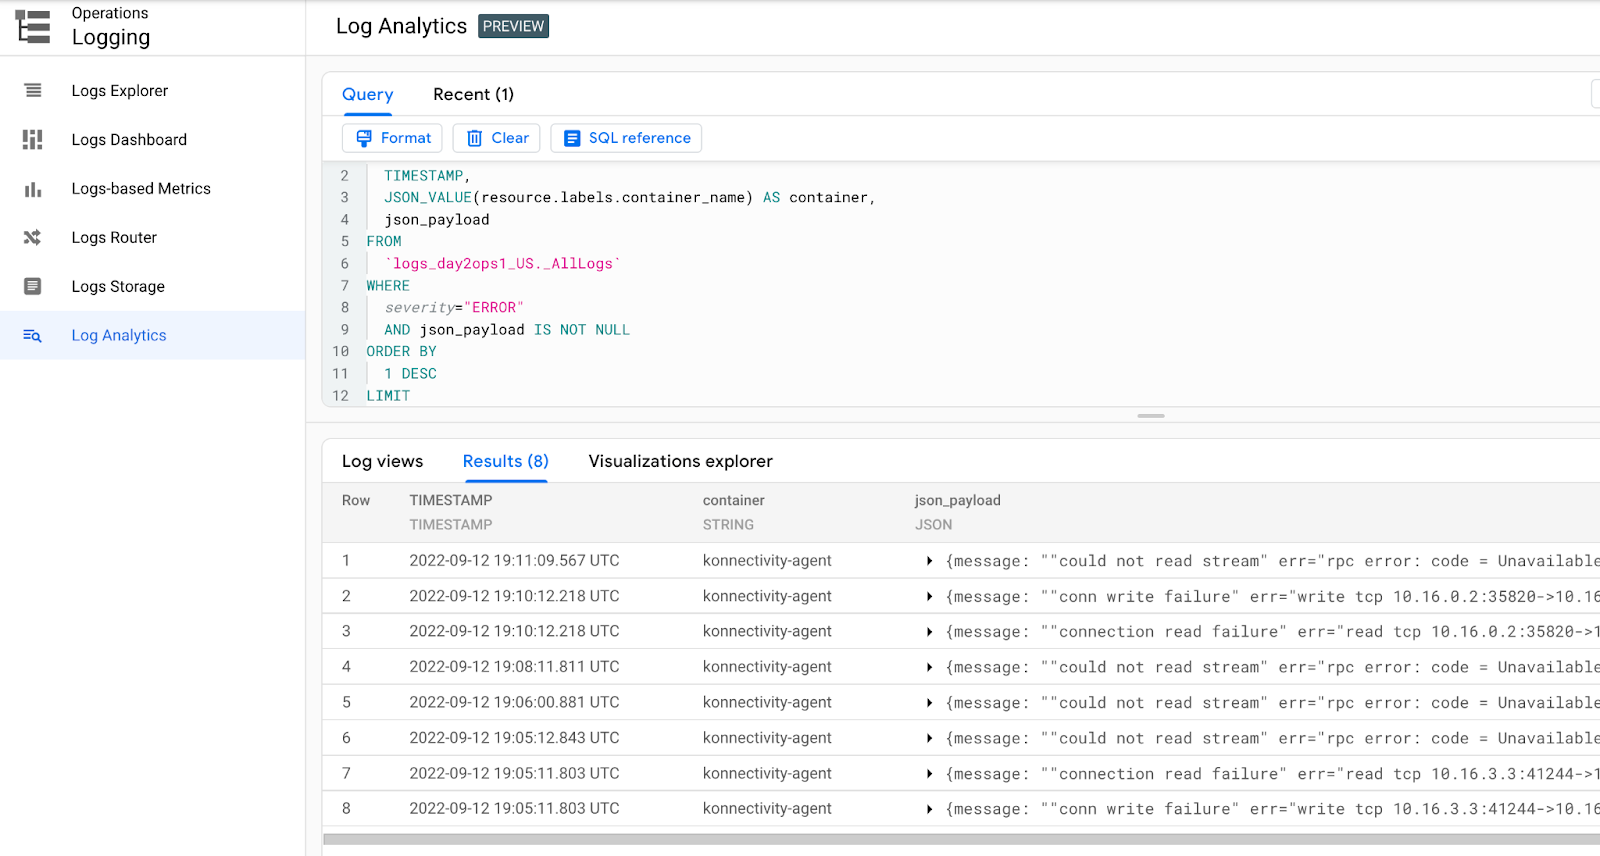 Operations
Logging
Logs Explorer
Logs Dashboard
Logs-based Metrics
Logs Router
Logs Storage
Log Analytics
Log Analytics PREVIEW
Query Recent (1)
Format Clear SQL reference
2 TIMESTAMP,
3 JSON_VALUE(resource.labels.container_name) AS container,
4 json_payload
5 FROM
6 `logs_day2ops1_US._AllLogs`
7 WHERE
8 severity="ERROR"
9 AND json_payload IS NOT NULL
10 ORDER BY
11 1 DESC
12 LIMIT
Log views Results (8) Visualizations explorer
Row TIMESTAMP container json_payload
TIMESTAMP STRING JSON
1 2022-09-12 19:11:09.567 UTC konnectivity-agent {message: ""could not read stream" err="rpc error: code = Unavailable
2 2022-09-12 19:10:12.218 UTC konnectivity-agent {message: ""conn write failure" err="write tcp 10.16.0.2:35820->10.16
3 2022-09-12 19:10:12.218 UTC konnectivity-agent {message: ""connection read failure" err="read tcp 10.16.0.2:35820->1
4 2022-09-12 19:08:11.811 UTC konnectivity-agent {message: ""could not read stream" err="rpc error: code = Unavailable
5 2022-09-12 19:06:00.881 UTC konnectivity-agent {message: ""could not read stream" err="rpc error: code = Unavailable
6 2022-09-12 19:05:12.843 UTC konnectivity-agent {message: ""could not read stream" err="rpc error: code = Unavailable
7 2022-09-12 19:05:11.803 UTC konnectivity-agent {message: ""connection read failure" err="read tcp 10.16.3.3:41244->1
8 2022-09-12 19:05:11.803 UTC konnectivity-agent {message: ""conn write failure" err="write tcp 10.16.3.3:41244->10.16